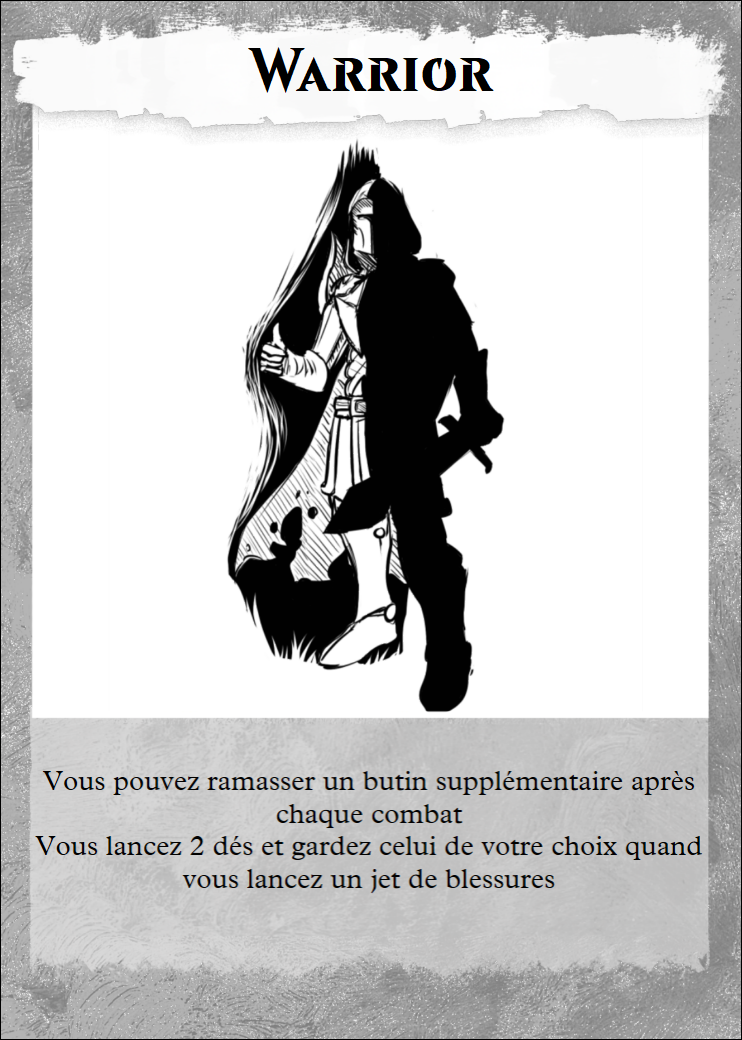 Warrior
Vous pouvez ramasser un butin supplémentaire après
chaque combat
Vous lancez 2 dés et gardez celui de votre choix quand
vous lancez un jet de blessures